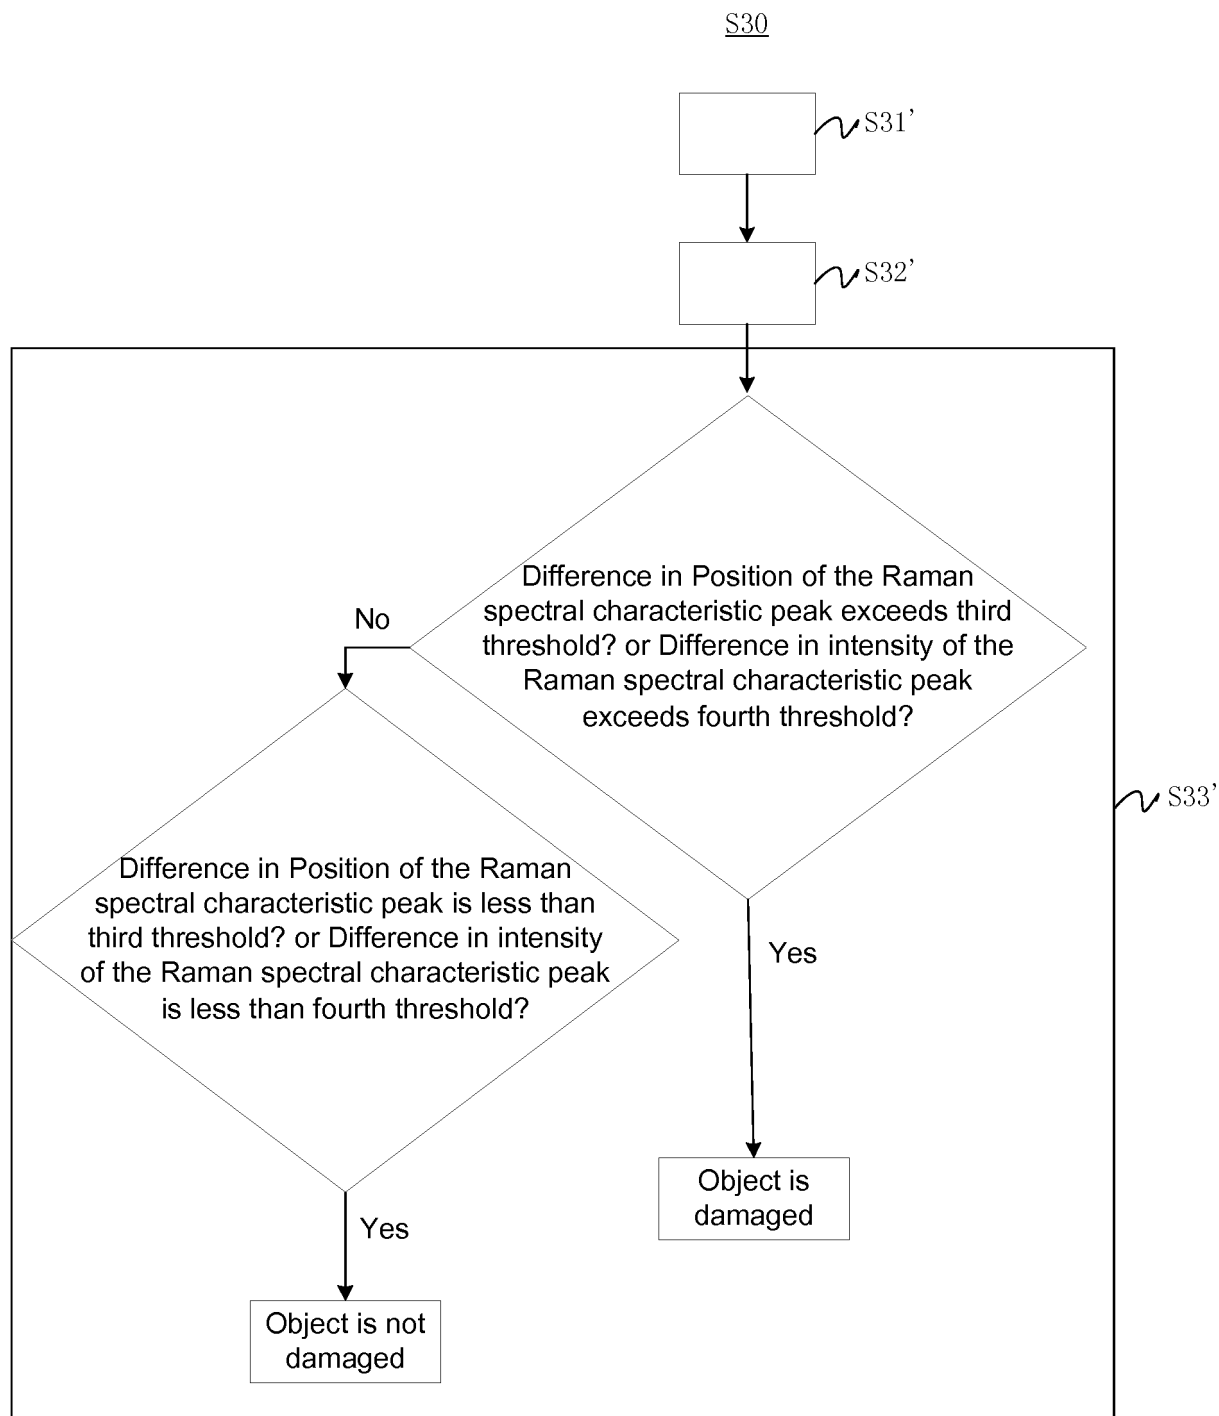 S30
S31'
S32'
Difference in Position of the Raman
spectral characteristic peak exceeds third
threshold? or Difference in intensity of the
Raman spectral characteristic peak
exceeds fourth threshold?
No
S33'
Difference in Position of the Raman
spectral characteristic peak is less than
third threshold? or Difference in intensity
of the Raman spectral characteristic peak
is less than fourth threshold?
Yes
Object is
damaged
Yes
Object is not
damaged